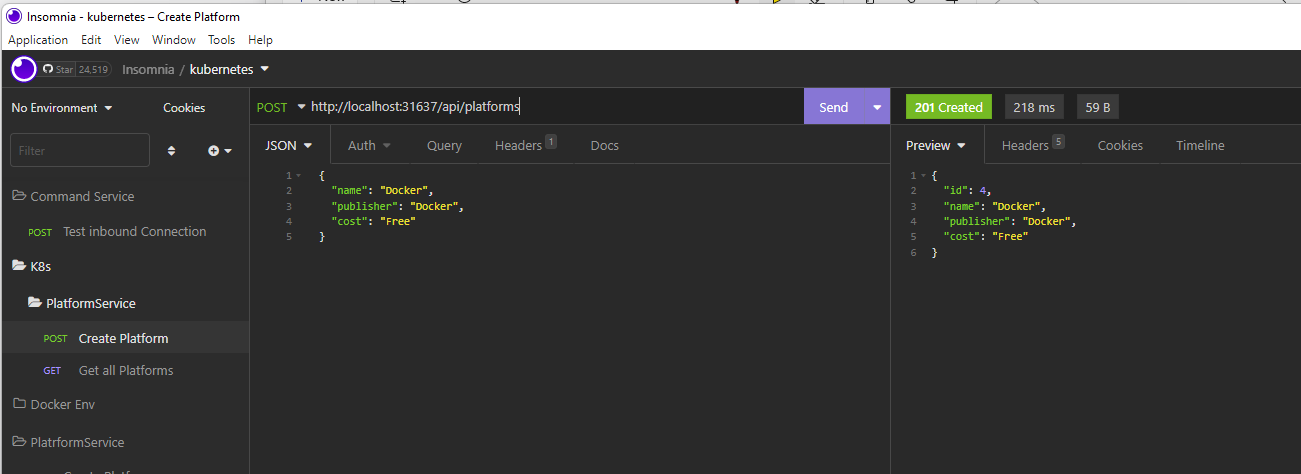 Insomnia - kubernetes – Create Platform
Application Edit View Window Tools Help
Star 24,519 Insomnia / kubernetes
No Environment Cookies
Filter
Command Service
POST Test inbound Connection
K8s
PlatformService
POST Create Platform
GET Get all Platforms
Docker Env
PlatrformService
POST http://localhost:31637/api/platforms Send
JSON Auth Query Headers 1 Docs
1 {
2 "name": "Docker",
3 "publisher": "Docker",
4 "cost": "Free"
5 }
201 Created 218 ms 59 B
Preview Headers 5 Cookies Timeline
1 {
2 "id": 4,
3 "name": "Docker",
4 "publisher": "Docker",
5 "cost": "Free"
6 }